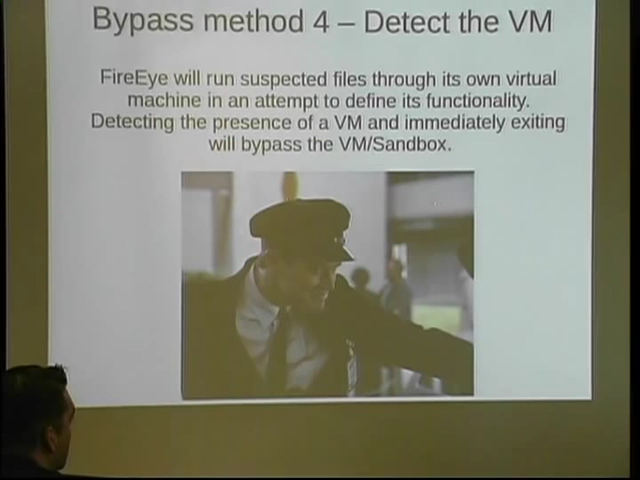 Bypass method 4 – Detect the VM
FireEye will run suspected files through its own virtual
machine in an attempt to define its functionality.
Detecting the presence of a VM and immediately exiting
will bypass the VM/Sandbox.